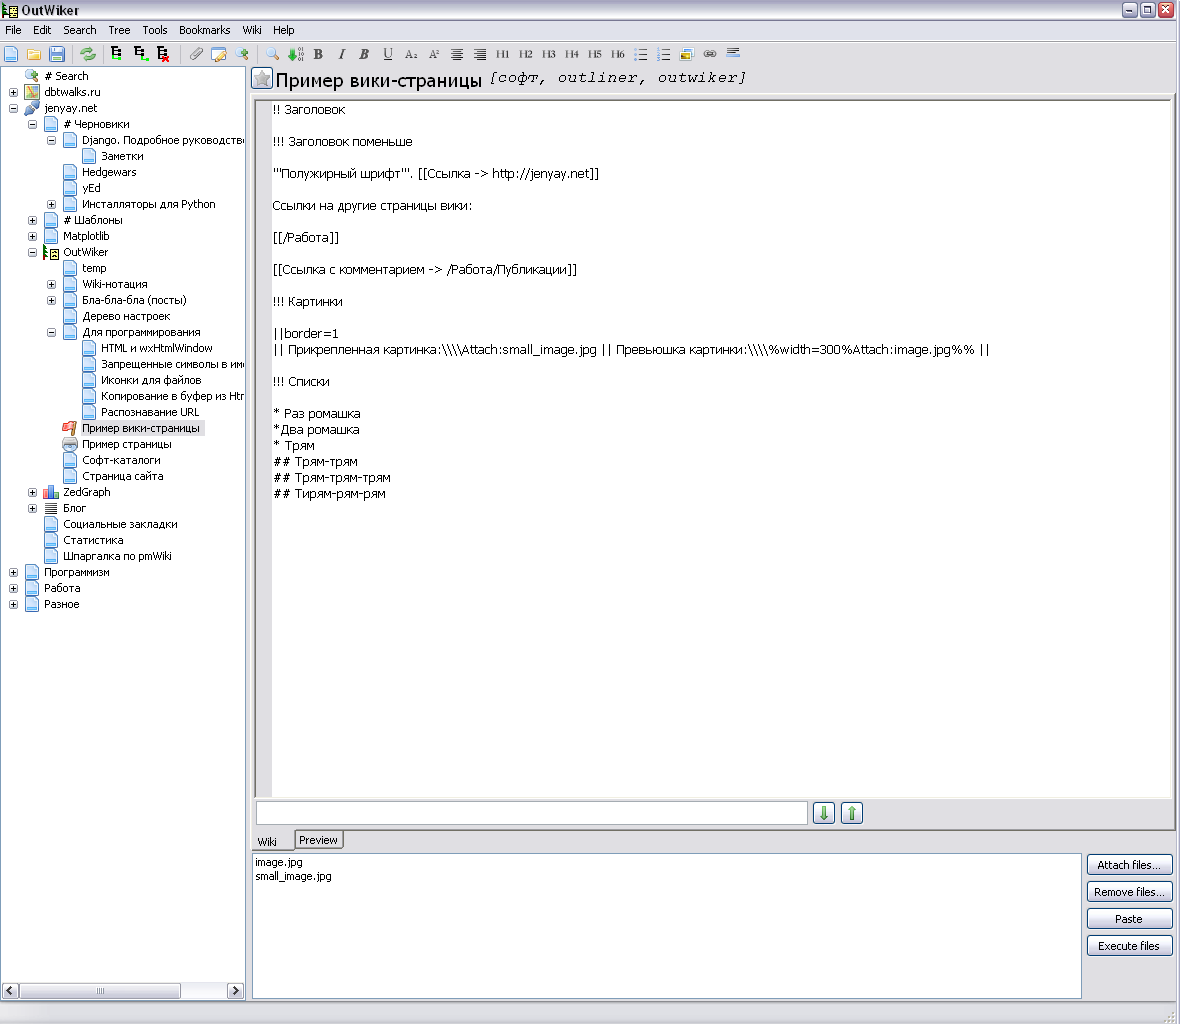 OutWiker
File Edit Search Tree Tools Bookmarks Wiki Help
B I B U A₂ A² H1 H2 H3 H4 H5 H6
# Search
dbtwalks.ru
jenyay.net
# Черновики
Django. Подробное руководство
Заметки
Hedgewars
yEd
Инсталляторы для Python
# Шаблоны
Matplotlib
OutWiker
temp
Wiki-нотация
Бла-бла-бла (посты)
Дерево настроек
Для программирования
HTML и wxHtmlWindow
Запрещенные символы в им
Иконки для файлов
Копирование в буфер из Htm
Распознавание URL
Пример вики-страницы
Пример страницы
Софт-каталоги
Страница сайта
ZedGraph
Блог
Социальные закладки
Статистика
Шпаргалка по pmWiki
Программизм
Работа
Разное
Пример вики-страницы [софт, outliner, outwiker]
!! Заголовок
!!! Заголовок поменьше
'''Полужирный шрифт'''. [[Ссылка -> http://jenyay.net]]
Ссылки на другие страницы вики:
[[/Работа]]
[[Ссылка с комментарием -> /Работа/Публикации]]
!!! Картинки
||border=1
|| Прикрепленная картинка:\\\\Attach:small_image.jpg || Превьюшка картинки:\\\\%width=300%Attach:image.jpg%% ||
!!! Списки
* Раз ромашка
*Два ромашка
* Трям
## Трям-трям
## Трям-трям-трям
## Тирям-рям-рям
Wiki Preview
image.jpg
small_image.jpg
Attach files...
Remove files...
Paste
Execute files